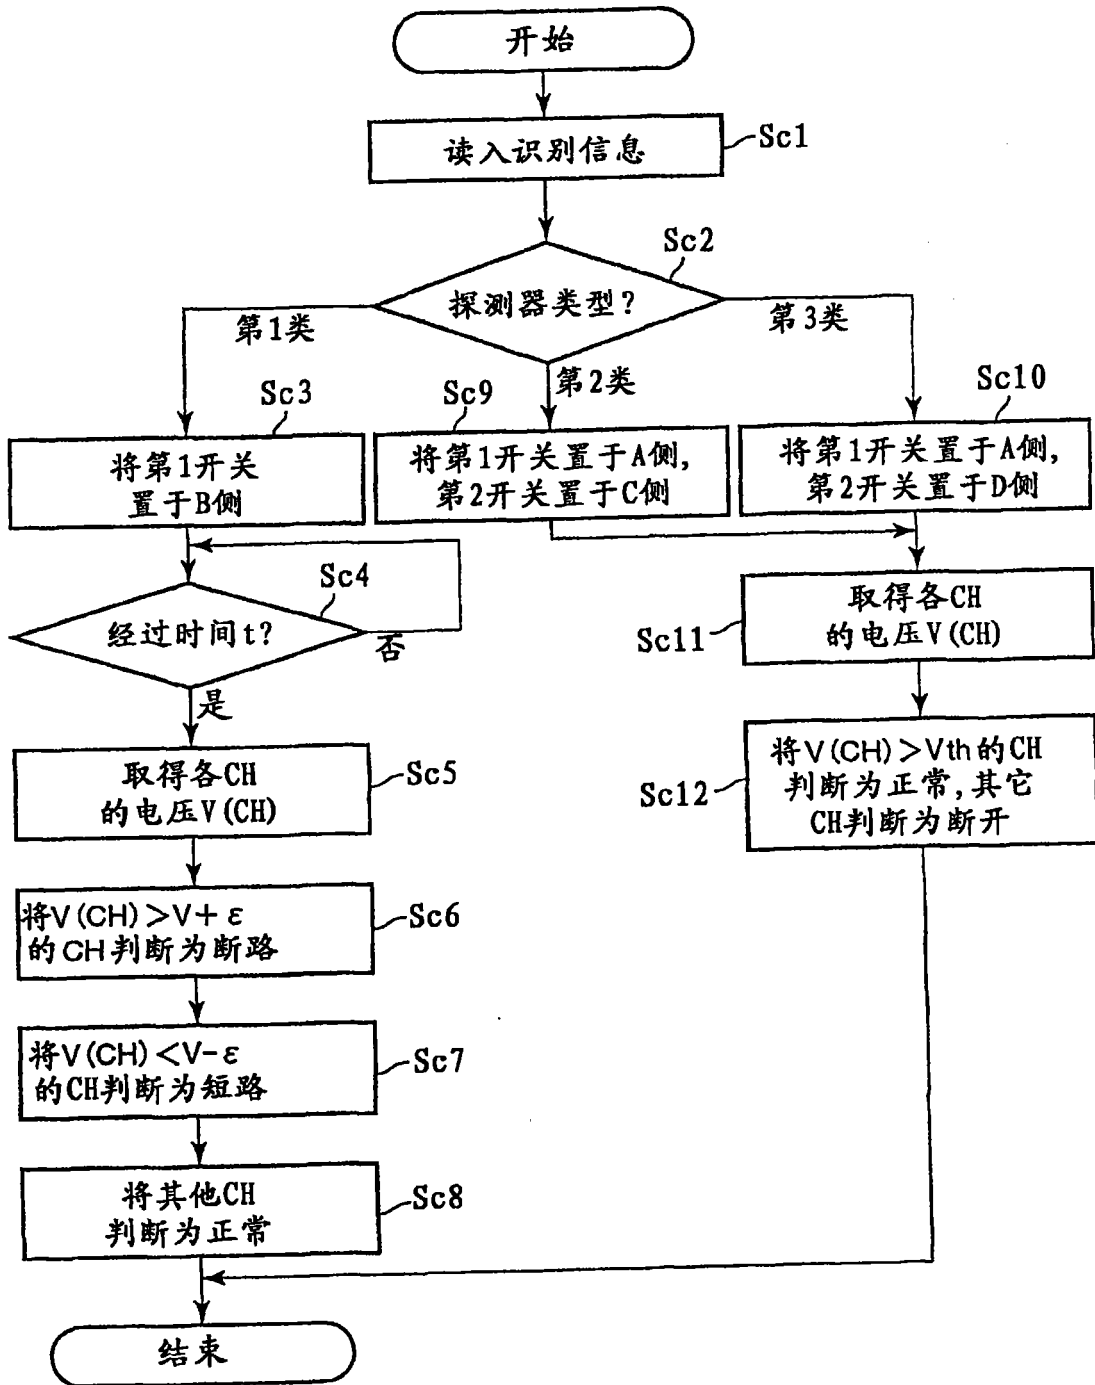 开始
读入识别信息
Sc1
探测器类型?
Sc2
第1类
第2类
第3类
Sc3
将第1开关
置于B侧
Sc9
将第1开关置于A侧,
第2开关置于C侧
Sc10
将第1开关置于A侧,
第2开关置于D侧
Sc4
经过时间t?
否
是
取得各CH
的电压V(CH)
Sc11
取得各CH
的电压V(CH)
Sc5
将V(CH)>Vth的CH
判断为正常,其它
CH判断为断开
Sc12
将V(CH)>V+ε
的CH判断为断路
Sc6
将V(CH)<V-ε
的CH判断为短路
Sc7
将其他CH
判断为正常
Sc8
结束